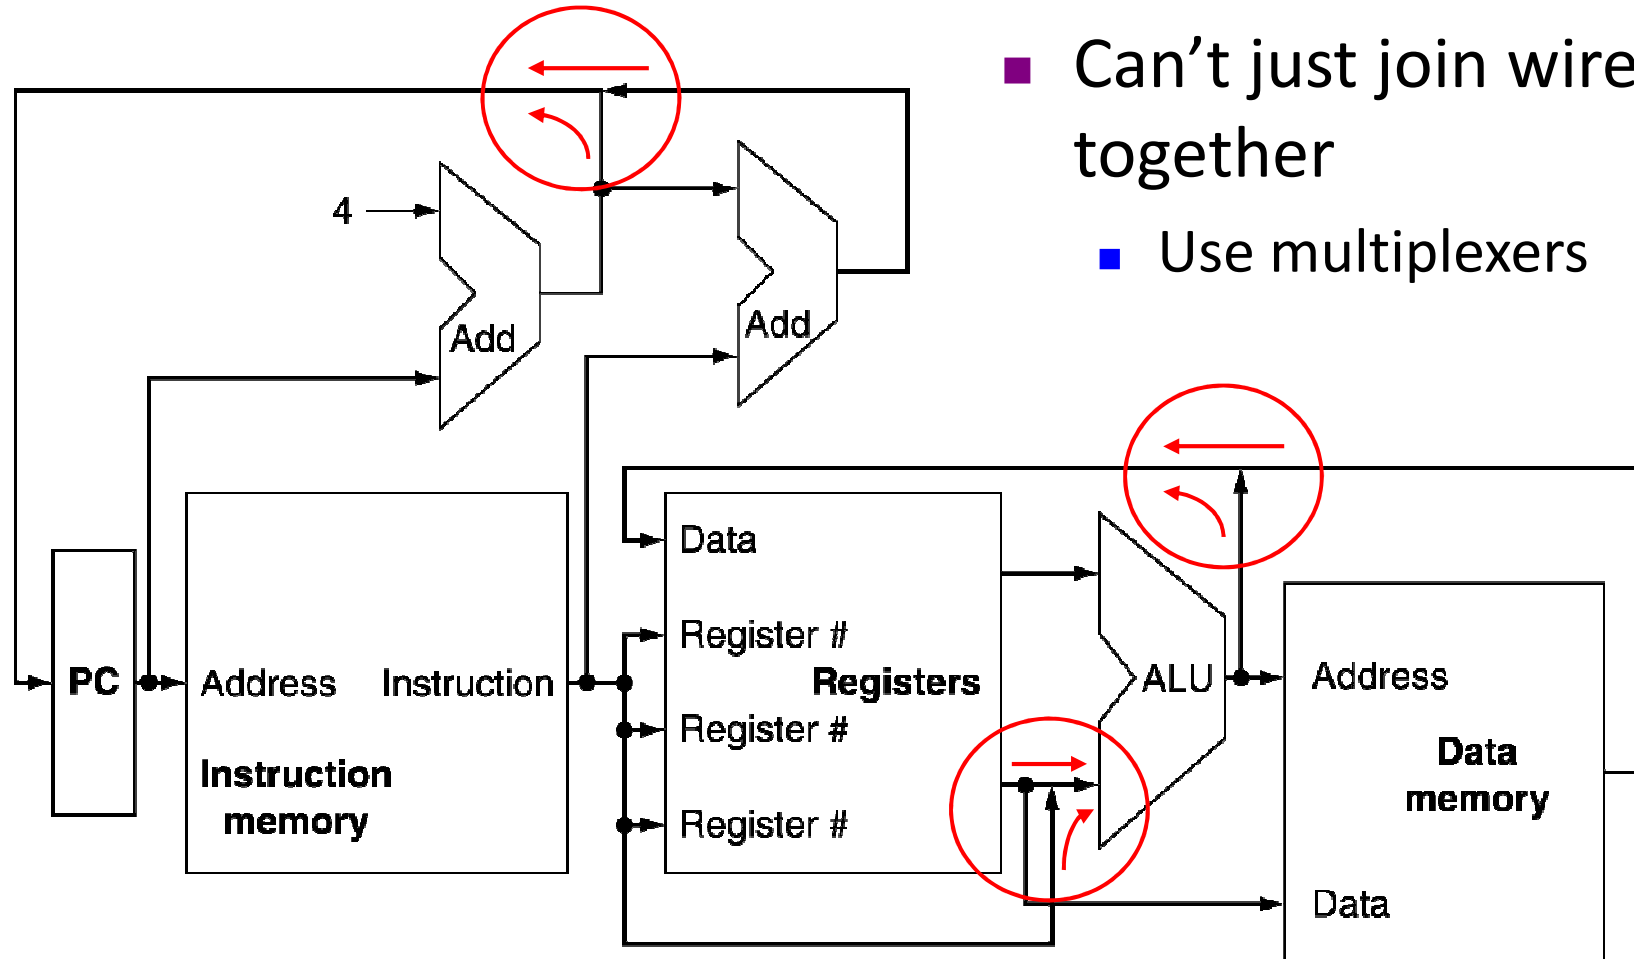 Can’t just join wire
together
Use multiplexers
4
Add
Add
Data
Register #
PC
Address
Instruction
Registers
ALU
Address
Register #
Instruction
memory
Data
memory
Register #
Data